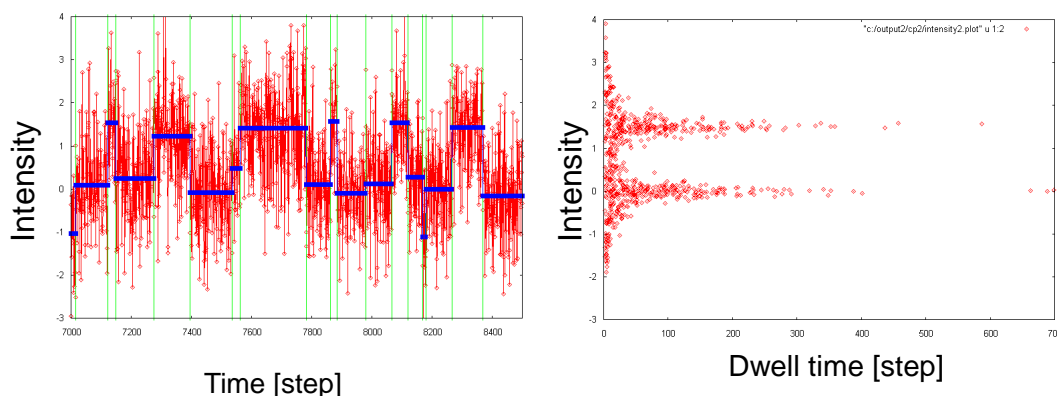 4
3
2
1
0
-1
-2
-3
Intensity
7000 7200 7400 7600 7800 8000 8200 8400
Time [step]
"c:/output2/cp2/intensity2.plot" u 1:2
4
3
2
1
0
-1
-2
-3
Intensity
0 100 200 300 400 500 600 70
Dwell time [step]